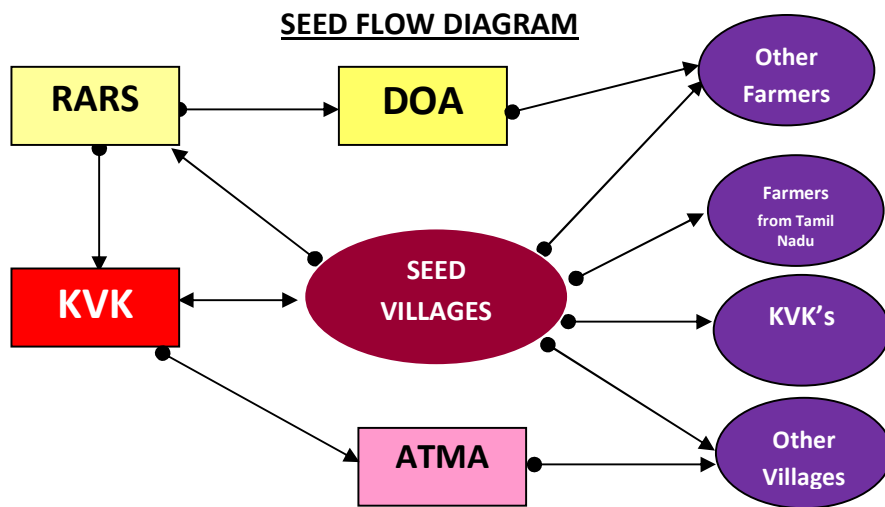 SEED FLOW DIAGRAM
Other
Farmers
RARS
DOA
Farmers
from Tamil
Nadu
SEED
VILLAGES
KVK
KVK’s
ATMA
Other
Villages